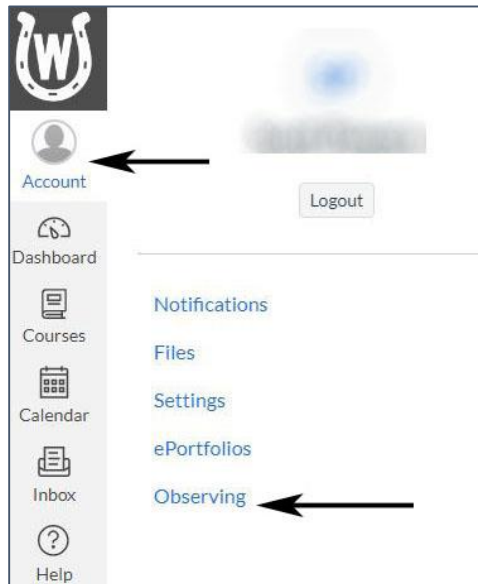 W
Account
Dashboard
Courses
Calendar
Inbox
Help
Logout
Notifications
Files
Settings
ePortfolios
Observing